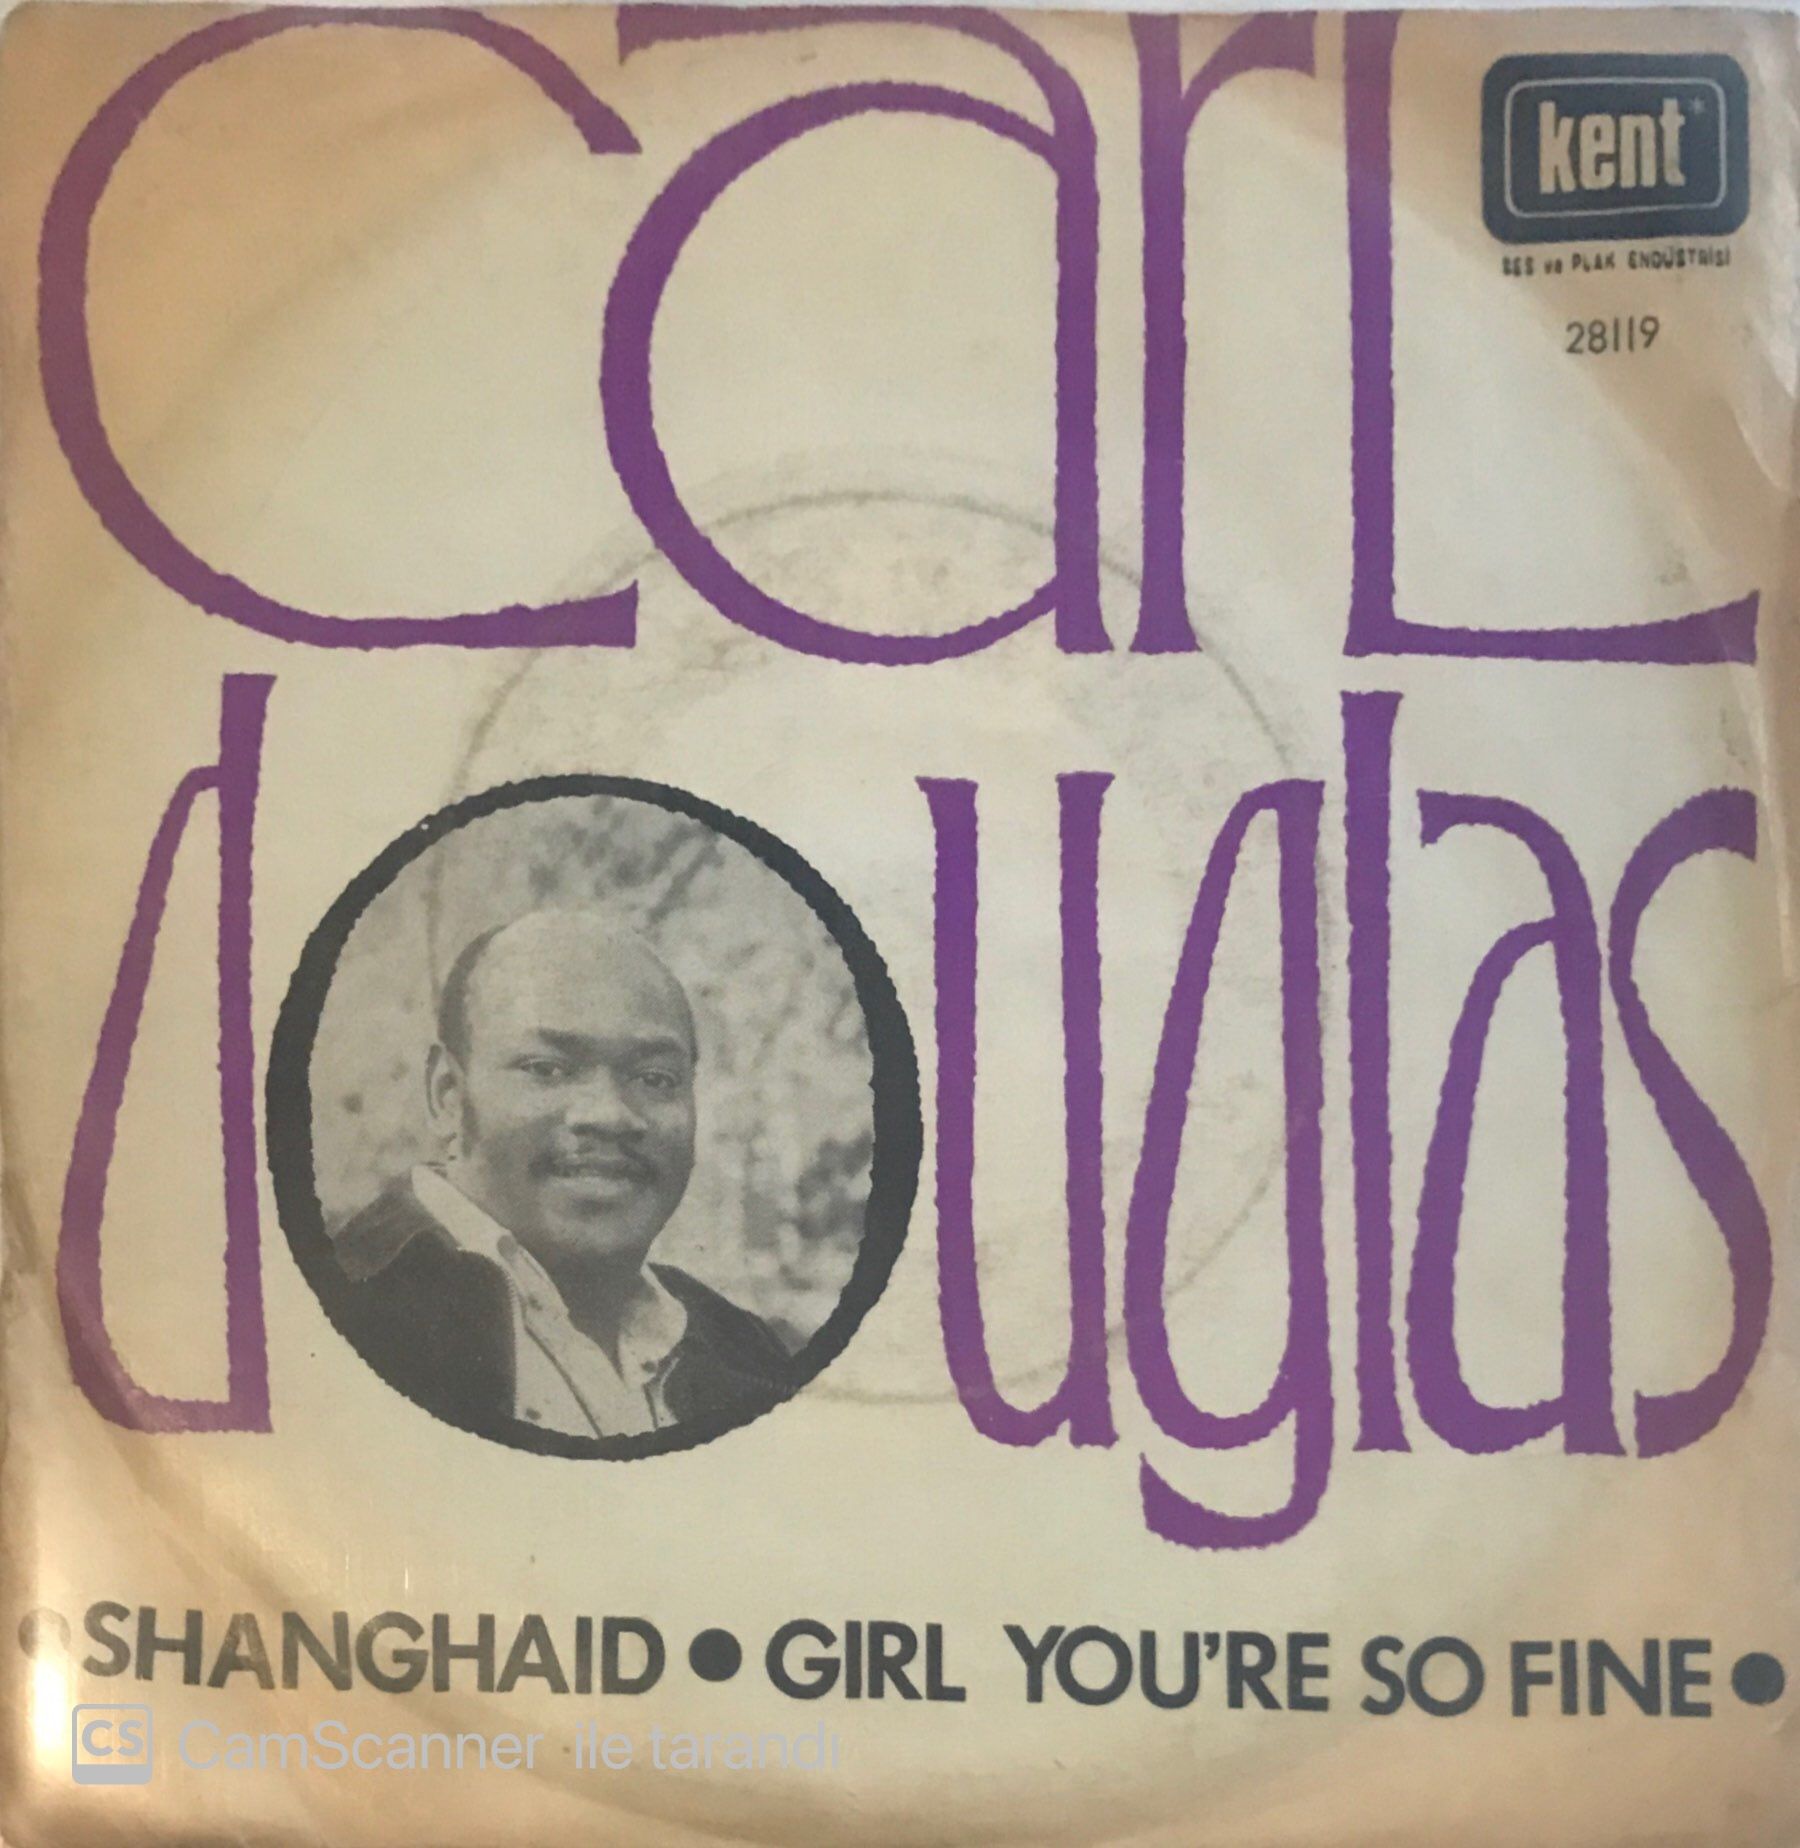 carl
kent
SES ve PLAK ENDÜSTRİSİ
28119
douglas
• SHANGHAID • GIRL YOU'RE SO FINE •
CS CamScanner ile tarandı